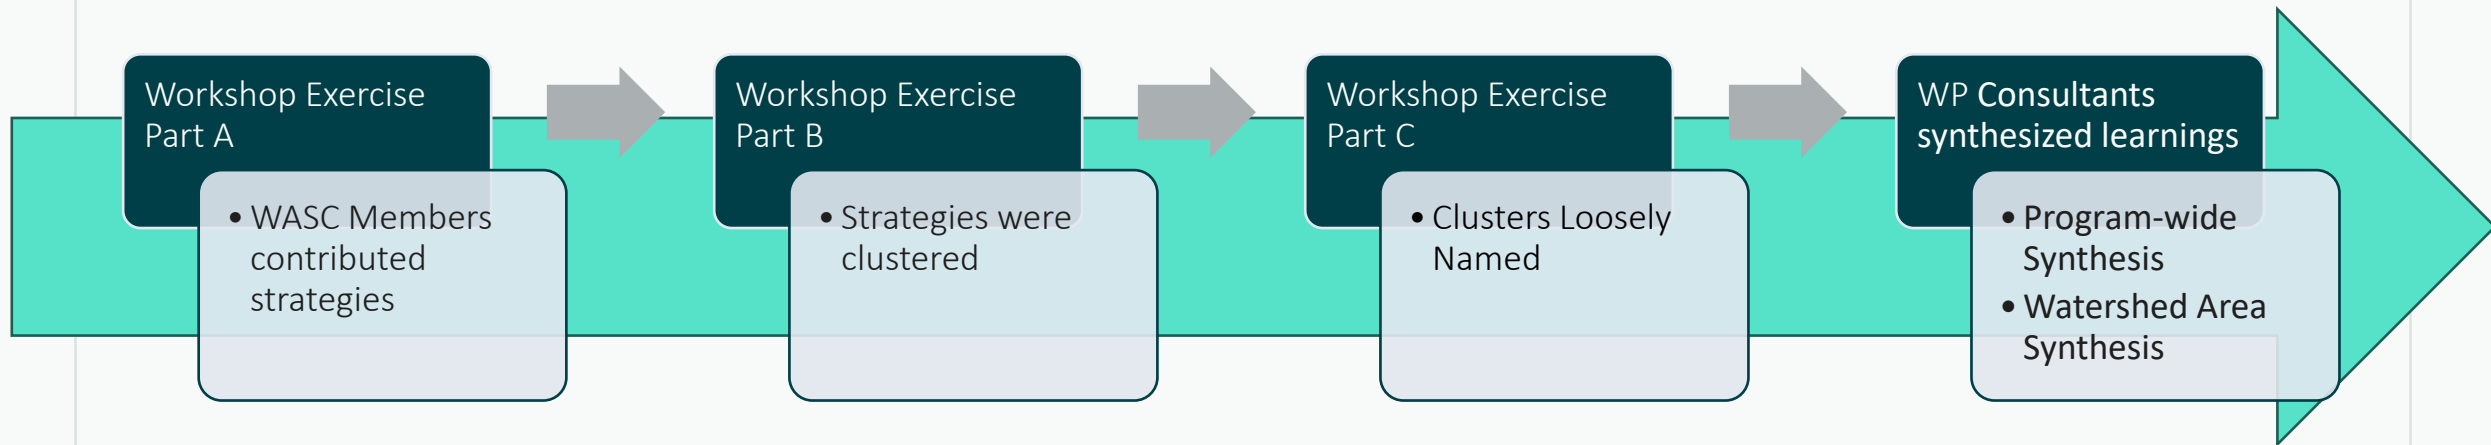 Workshop Exercise
Part A
• WASC Members
contributed
strategies
Workshop Exercise
Part B
• Strategies were
clustered
Workshop Exercise
Part C
• Clusters Loosely
Named
WP Consultants
synthesized learnings
• Program-wide
Synthesis
• Watershed Area
Synthesis